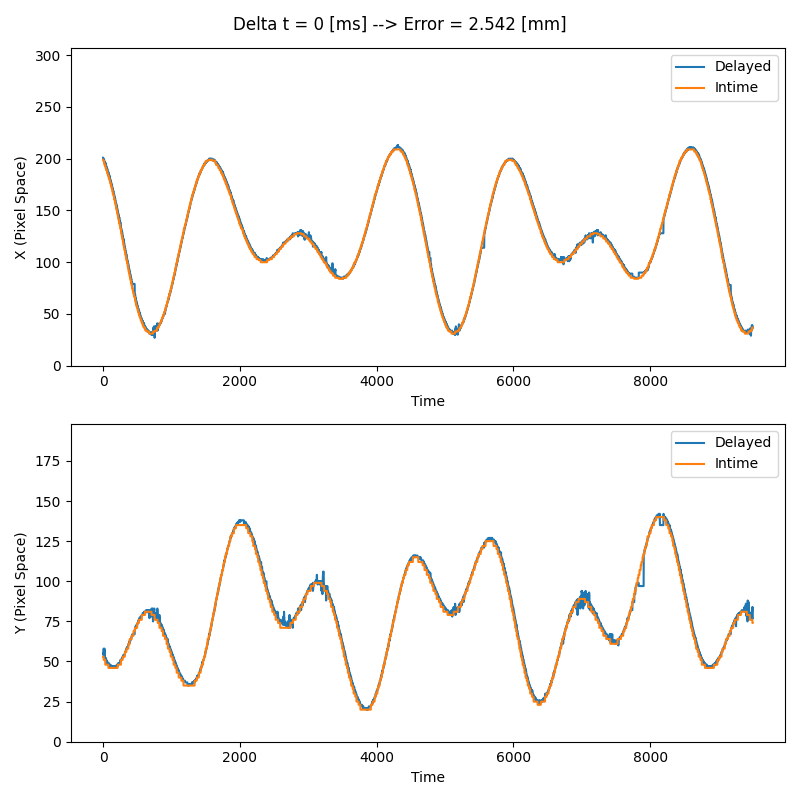 Delta t = 0 [ms] --> Error = 2.542 [mm]
300
250
200
150
100
50
0
X (Pixel Space)
Delayed
Intime
0
2000
4000
6000
8000
Time
175
150
125
100
75
50
25
0
Y (Pixel Space)
Delayed
Intime
0
2000
4000
6000
8000
Time